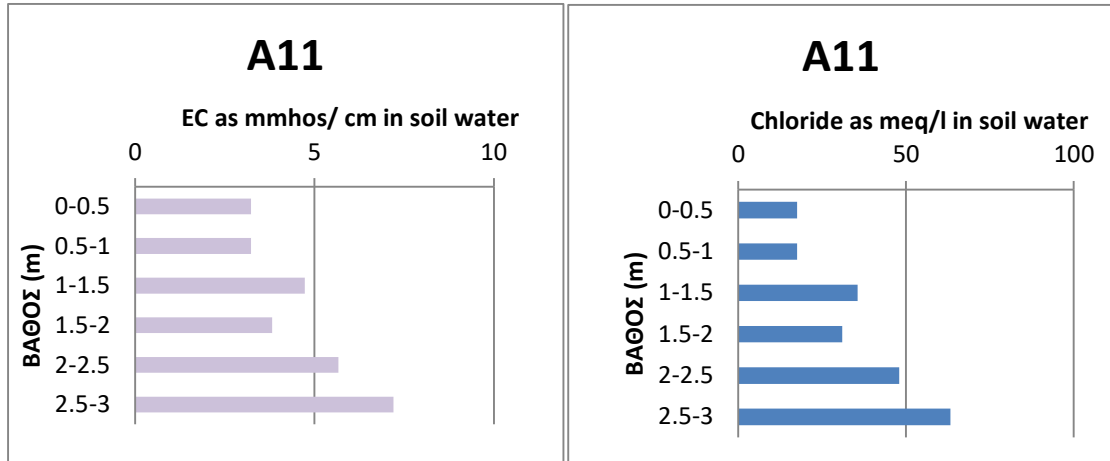 A11
EC as mmhos/ cm in soil water
0 5 10
ΒΑΘΟΣ (m)
0-0.5
0.5-1
1-1.5
1.5-2
2-2.5
2.5-3
A11
Chloride as meq/l in soil water
0 50 100
ΒΑΘΟΣ (m)
0-0.5
0.5-1
1-1.5
1.5-2
2-2.5
2.5-3